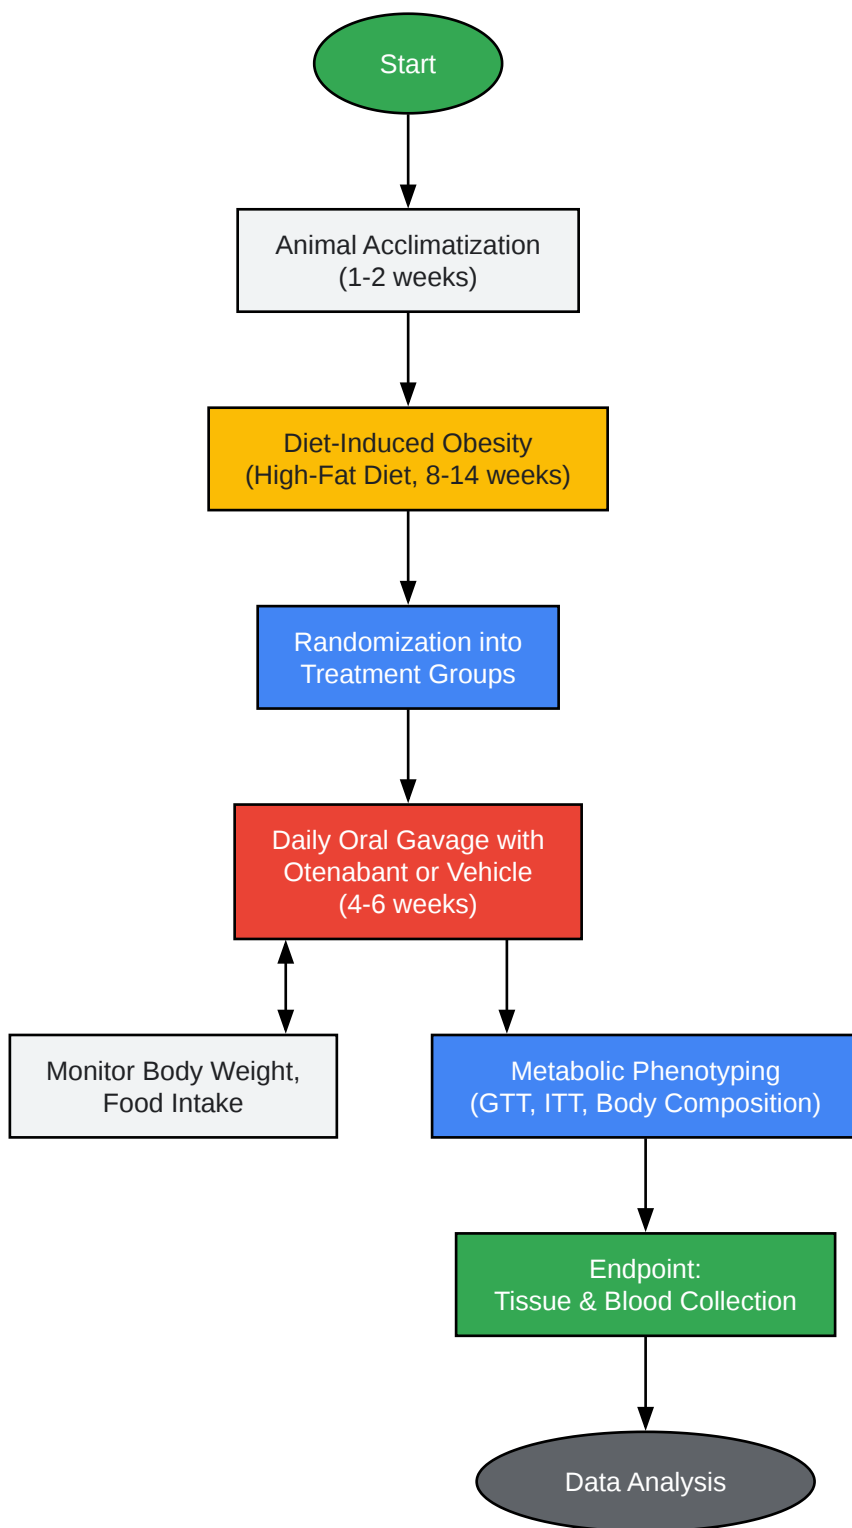 Start
Animal Acclimatization
(1-2 weeks)
Diet-Induced Obesity
(High-Fat Diet, 8-14 weeks)
Randomization into
Treatment Groups
Daily Oral Gavage with
Otenabant or Vehicle
(4-6 weeks)
Monitor Body Weight,
Food Intake
Metabolic Phenotyping
(GTT, ITT, Body Composition)
Endpoint:
Tissue & Blood Collection
Data Analysis